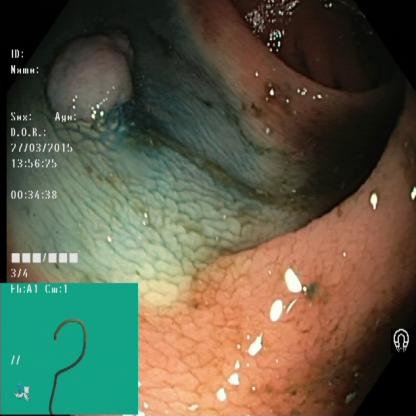 ID:
Name:
Sex: Age:
D.O.B.:
27/03/2015
13:56:25
00:34:38
■■■/■■■
3/4
Eh:A1 Cm:1
//